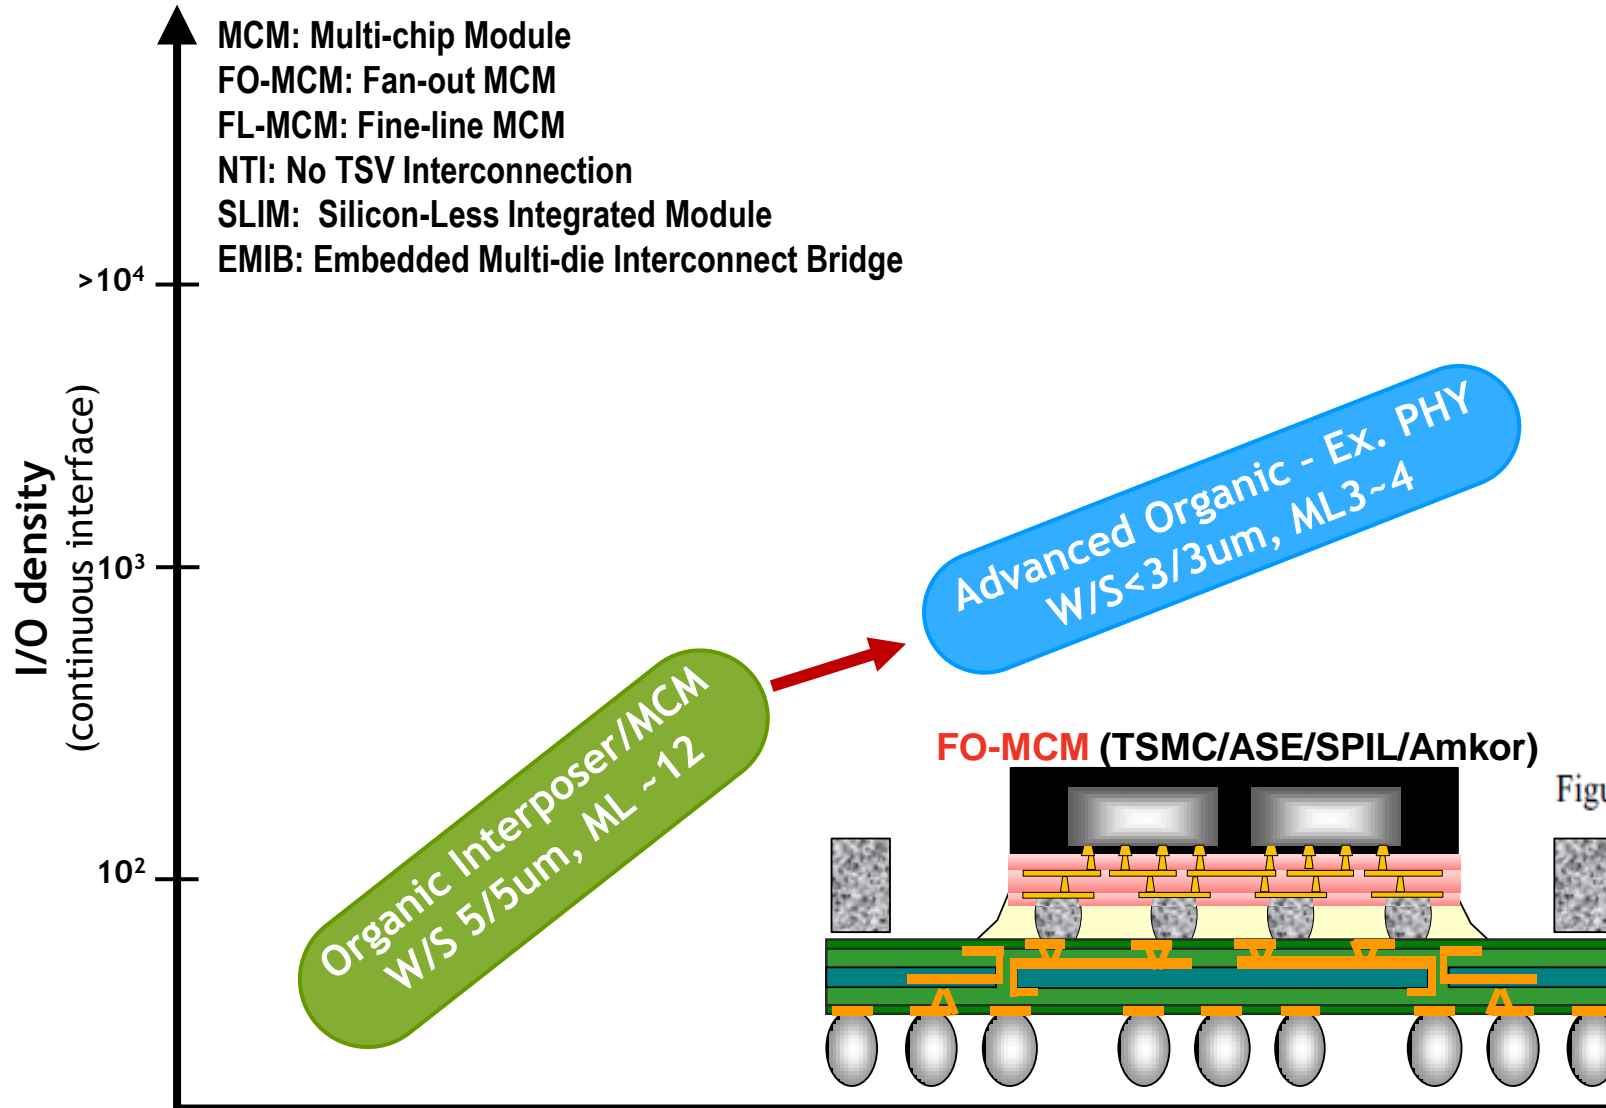 MCM: Multi-chip Module
FO-MCM: Fan-out MCM
FL-MCM: Fine-line MCM
NTI: No TSV Interconnection
SLIM: Silicon-Less Integrated Module
EMIB: Embedded Multi-die Interconnect Bridge
>10⁴
I/O density
(continuous interface)
10³
10²
Advanced Organic - Ex. PHY
W/S<3/3um, ML3~4
Organic Interposer/MCM
W/S 5/5um, ML ~12
FO-MCM (TSMC/ASE/SPIL/Amkor)
Figu